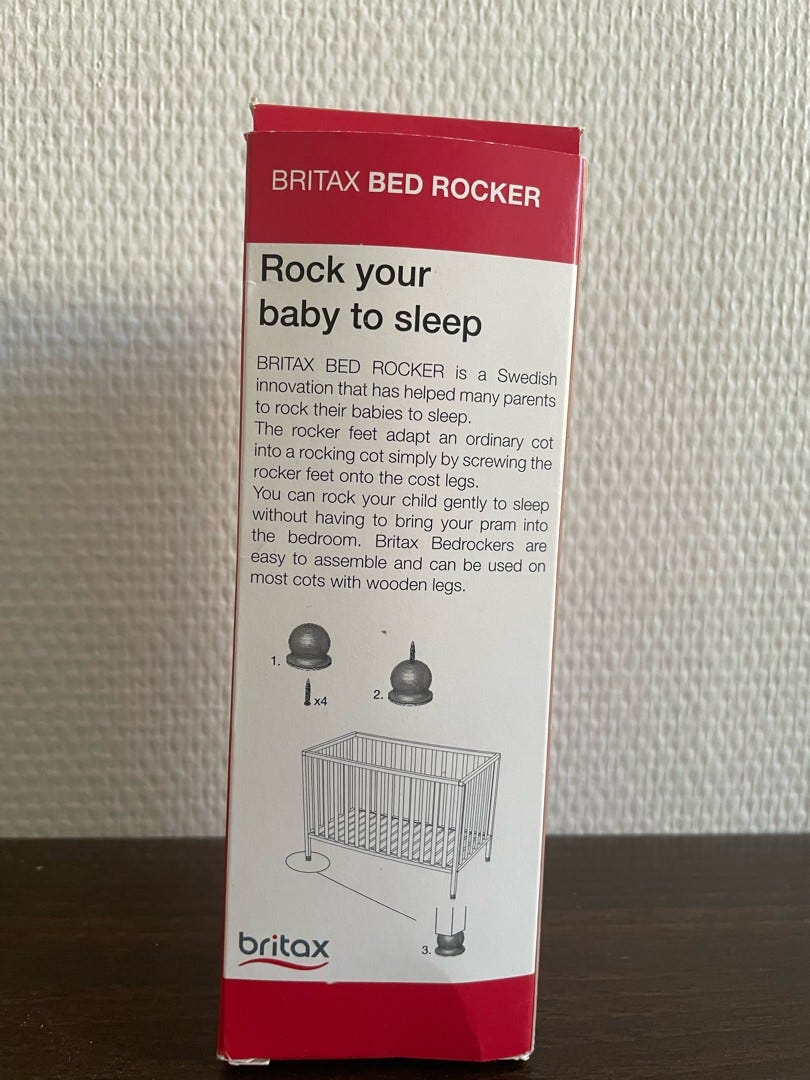 BRITAX BED ROCKER
Rock your
baby to sleep
BRITAX BED ROCKER is a Swedish
innovation that has helped many parents
to rock their babies to sleep.
The rocker feet adapt an ordinary cot
into a rocking cot simply by screwing the
rocker feet onto the cost legs.
You can rock your child gently to sleep
without having to bring your pram into
the bedroom. Britax Bedrockers are
easy to assemble and can be used on
most cots with wooden legs.
1.
x4
2.
3.
britax